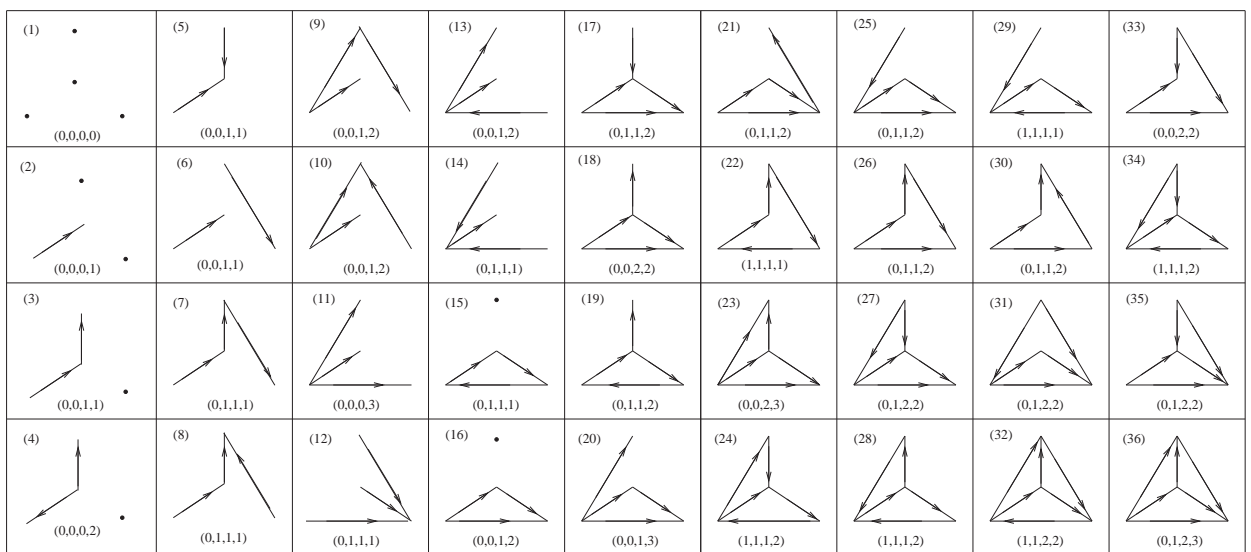 (1) (5) (9) (13) (17) (21) (25) (29) (33)
(0,0,0,0) (0,0,1,1) (0,0,1,2) (0,0,1,2) (0,1,1,2) (0,1,1,2) (0,1,1,2) (1,1,1,1) (0,0,2,2)
(2) (6) (10) (14) (18) (22) (26) (30) (34)
(0,0,0,1) (0,0,1,1) (0,0,1,2) (0,1,1,1) (0,0,2,2) (1,1,1,1) (0,1,1,2) (0,1,1,2) (1,1,1,2)
(3) (7) (11) (15) (19) (23) (27) (31) (35)
(0,0,1,1) (0,1,1,1) (0,0,0,3) (0,1,1,1) (0,1,1,2) (0,0,2,3) (0,1,2,2) (0,1,2,2) (0,1,2,2)
(4) (8) (12) (16) (20) (24) (28) (32) (36)
(0,0,0,2) (0,1,1,1) (0,1,1,1) (0,0,1,2) (0,0,1,3) (1,1,1,2) (1,1,1,2) (1,1,2,2) (0,1,2,3)